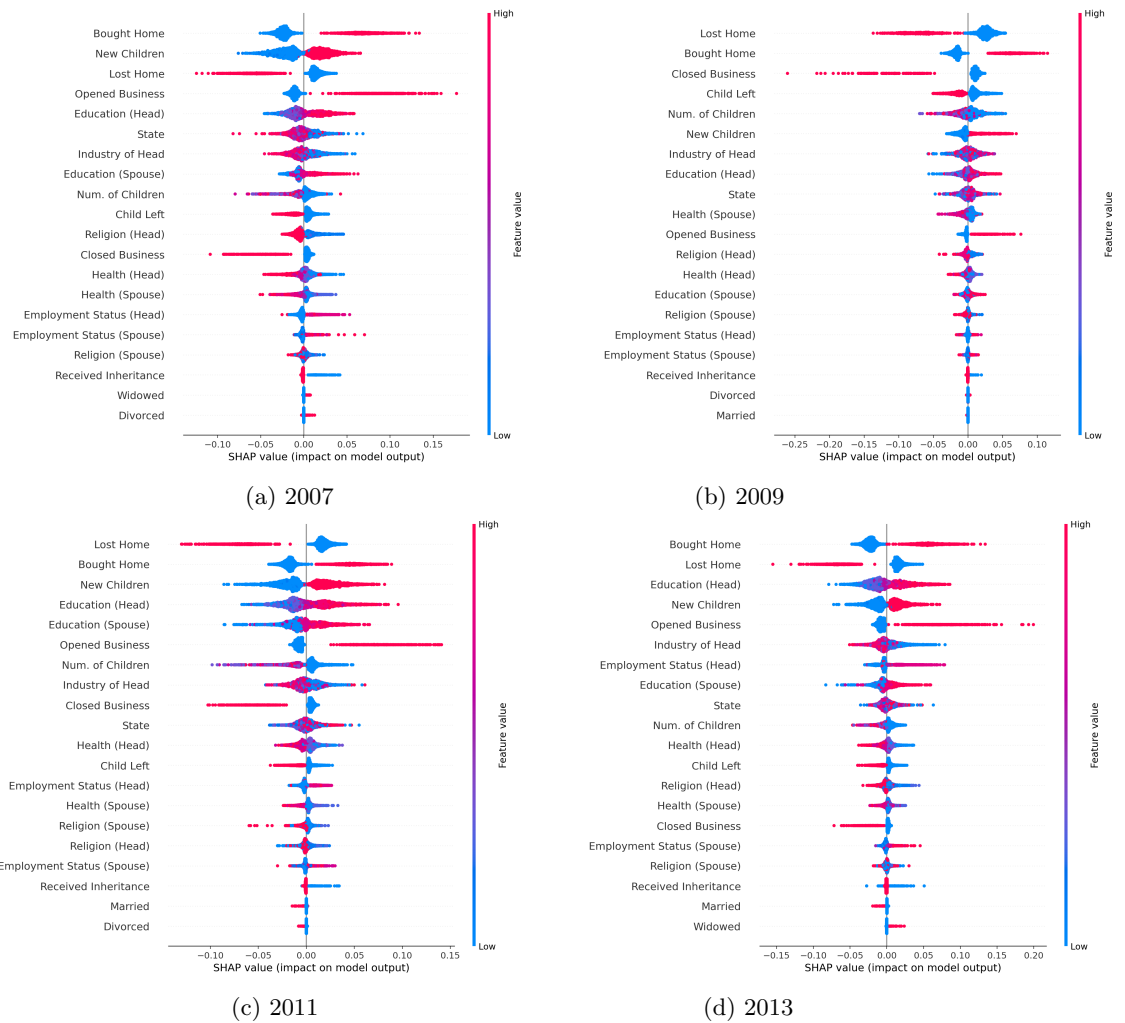 High
Bought Home
New Children
Lost Home
Opened Business
Education (Head)
State
Industry of Head
Education (Spouse)
Num. of Children
Child Left
Religion (Head)
Closed Business
Health (Head)
Health (Spouse)
Employment Status (Head)
Employment Status (Spouse)
Religion (Spouse)
Received Inheritance
Widowed
Divorced
Feature value
Low
−0.10 −0.05 0.00 0.05 0.10 0.15
SHAP value (impact on model output)
(a) 2007
High
Lost Home
Bought Home
Closed Business
Child Left
Num. of Children
New Children
Industry of Head
Education (Head)
State
Health (Spouse)
Opened Business
Religion (Head)
Health (Head)
Education (Spouse)
Religion (Spouse)
Employment Status (Head)
Employment Status (Spouse)
Received Inheritance
Divorced
Married
Feature value
Low
−0.25 −0.20 −0.15 −0.10 −0.05 0.00 0.05 0.10
SHAP value (impact on model output)
(b) 2009
High
Lost Home
Bought Home
New Children
Education (Head)
Education (Spouse)
Opened Business
Num. of Children
Industry of Head
Closed Business
State
Health (Head)
Child Left
Employment Status (Head)
Health (Spouse)
Religion (Spouse)
Religion (Head)
Employment Status (Spouse)
Received Inheritance
Married
Divorced
Feature value
Low
−0.10 −0.05 0.00 0.05 0.10 0.15
SHAP value (impact on model output)
(c) 2011
High
Bought Home
Lost Home
Education (Head)
New Children
Opened Business
Industry of Head
Employment Status (Head)
Education (Spouse)
State
Num. of Children
Health (Head)
Child Left
Religion (Head)
Health (Spouse)
Closed Business
Employment Status (Spouse)
Religion (Spouse)
Received Inheritance
Married
Widowed
Feature value
Low
−0.15 −0.10 −0.05 0.00 0.05 0.10 0.15 0.20
SHAP value (impact on model output)
(d) 2013